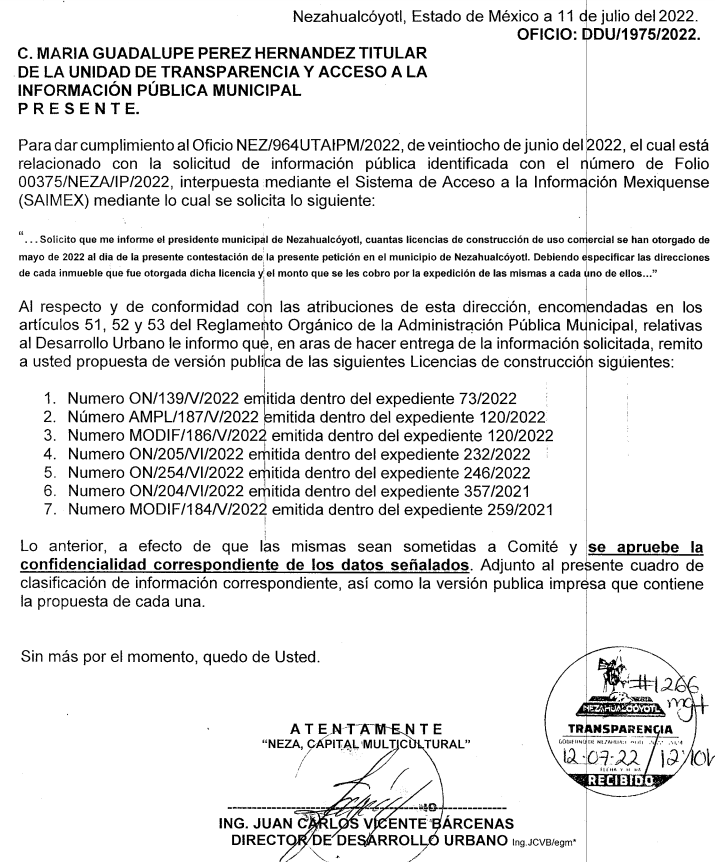 Nezahualcóyotl, Estado de México a 11 de julio del 2022.
OFICIO: DDU/1975/2022.
C. MARIA GUADALUPE PEREZ HERNANDEZ TITULAR
DE LA UNIDAD DE TRANSPARENCIA Y ACCESO A LA
INFORMACIÓN PÚBLICA MUNICIPAL
P R E S E N T E.
Para dar cumplimiento al Oficio NEZ/964UTAIPM/2022, de veintiocho de junio del 2022, el cual está
relacionado con la solicitud de información pública identificada con el número de Folio
00375/NEZA/IP/2022, interpuesta mediante el Sistema de Acceso a la Información Mexiquense
(SAIMEX) mediante lo cual se solicita lo siguiente:
“...Solicito que me informe el presidente municipal de Nezahualcóyotl, cuantas licencias de construcción de uso comercial se han otorgado de
mayo de 2022 al dia de la presente contestación de la presente petición en el municipio de Nezahualcóyotl. Debiendo especificar las direcciones
de cada inmueble que fue otorgada dicha licencia y el monto que se les cobro por la expedición de las mismas a cada uno de ellos...”
Al respecto y de conformidad con las atribuciones de esta dirección, encomendadas en los
artículos 51, 52 y 53 del Reglamento Orgánico de la Administración Pública Municipal, relativas
al Desarrollo Urbano le informo que, en aras de hacer entrega de la información solicitada, remito
a usted propuesta de versión publica de las siguientes Licencias de construcción siguientes:
1. Numero ON/139/V/2022 emitida dentro del expediente 73/2022
2. Número AMPL/187/V/2022 emitida dentro del expediente 120/2022
3. Numero MODIF/186/V/2022 emitida dentro del expediente 120/2022
4. Numero ON/205/VI/2022 emitida dentro del expediente 232/2022
5. Numero ON/254/VI/2022 emitida dentro del expediente 246/2022
6. Numero ON/204/VI/2022 emitida dentro del expediente 357/2021
7. Numero MODIF/184/V/2022 emitida dentro del expediente 259/2021
Lo anterior, a efecto de que las mismas sean sometidas a Comité y se apruebe la
confidencialidad correspondiente de los datos señalados. Adjunto al presente cuadro de
clasificación de información correspondiente, así como la versión publica impresa que contiene
la propuesta de cada una.
Sin más por el momento, quedo de Usted.
#1266
mgt
NEZAHUALCÓYOTL
TRANSPARENCIA
12-07-22 / 12:10h
FECHA Y HORA
RECIBIDO
A T E N T A M E N T E
“NEZA, CAPITAL MULTICULTURAL”
ING. JUAN CARLOS VICENTE BÁRCENAS
DIRECTOR DE DESARROLLO URBANO Ing.JCVB/egm*